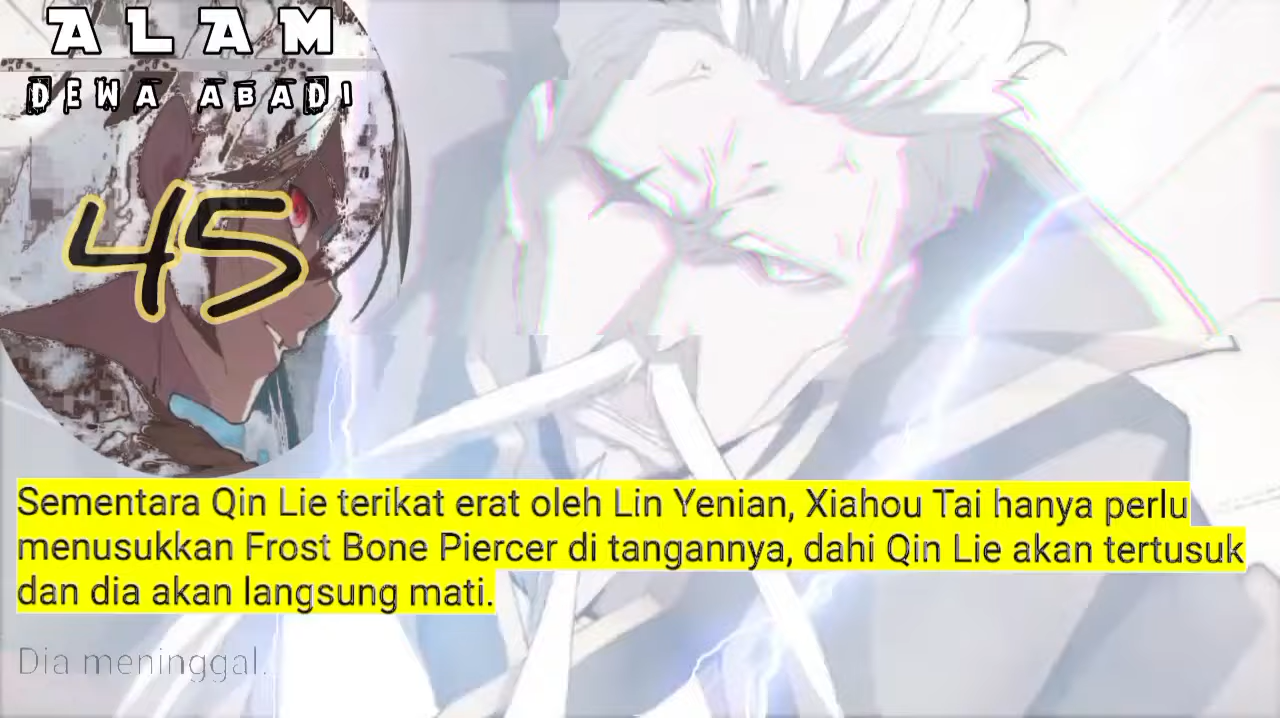 ALAM
DEWA ABADI
45
Sementara Qin Lie terikat erat oleh Lin Yenian, Xiahou Tai hanya perlu
menusukkan Frost Bone Piercer di tangannya, dahi Qin Lie akan tertusuk
dan dia akan langsung mati.
Dia meninggal.